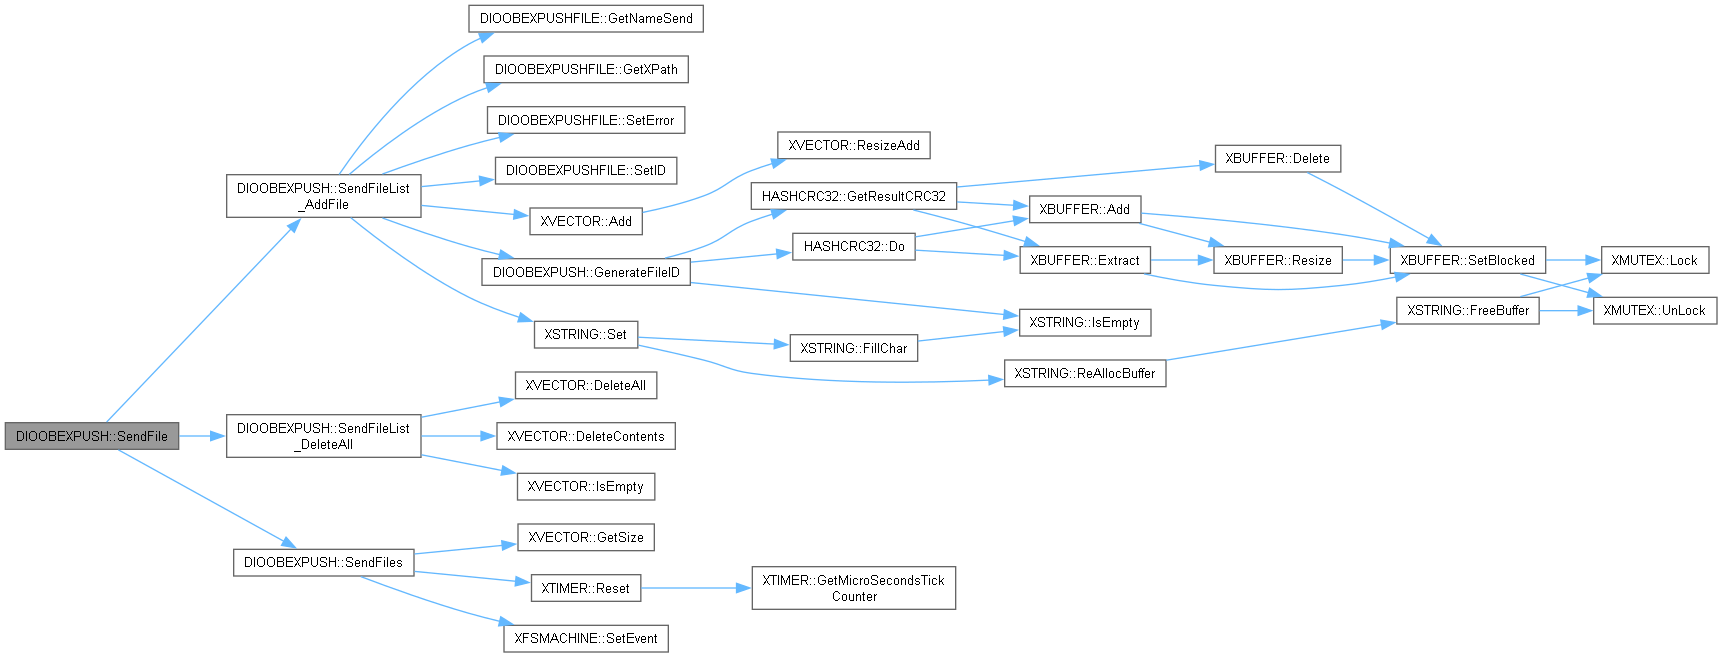 DIOOBEXPUSHFILE::GetNameSend
DIOOBEXPUSHFILE::GetXPath
DIOOBEXPUSHFILE::SetError
DIOOBEXPUSHFILE::SetID
XVECTOR::Add
XVECTOR::ResizeAdd
DIOOBEXPUSH::SendFileList
_AddFile
HASHCRC32::GetResultCRC32
HASHCRC32::Do
DIOOBEXPUSH::GenerateFileID
XBUFFER::Delete
XBUFFER::Add
XBUFFER::Extract
XBUFFER::Resize
XBUFFER::SetBlocked
XMUTEX::Lock
XMUTEX::UnLock
XSTRING::FreeBuffer
XSTRING::IsEmpty
XSTRING::Set
XSTRING::FillChar
XSTRING::ReAllocBuffer
DIOOBEXPUSH::SendFile
DIOOBEXPUSH::SendFileList
_DeleteAll
XVECTOR::DeleteAll
XVECTOR::DeleteContents
XVECTOR::IsEmpty
DIOOBEXPUSH::SendFiles
XVECTOR::GetSize
XTIMER::Reset
XTIMER::GetMicroSecondsTick
Counter
XFSMACHINE::SetEvent